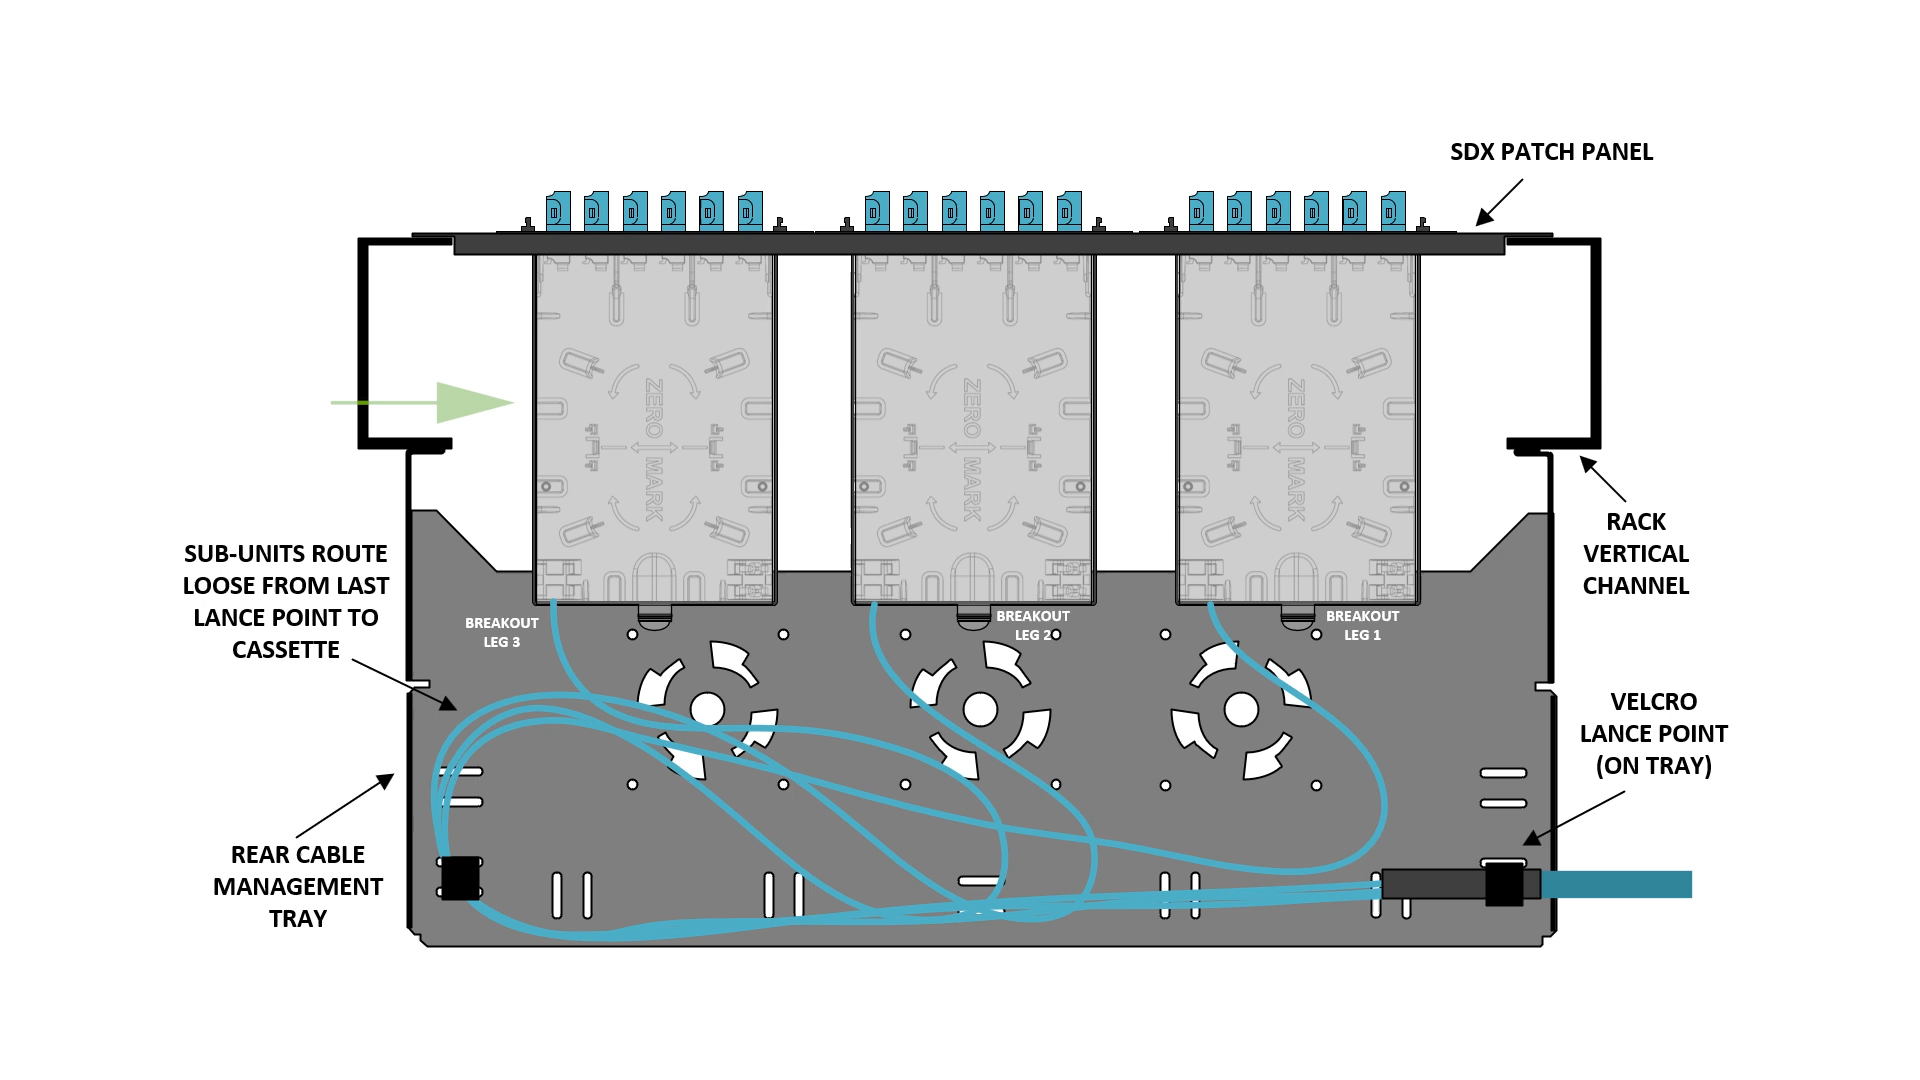 SDX PATCH PANEL
ZERO
MARK
ZERO
MARK
ZERO
MARK
RACK
VERTICAL
CHANNEL
SUB-UNITS ROUTE
LOOSE FROM LAST
LANCE POINT TO
CASSETTE
BREAKOUT
LEG 3
BREAKOUT
LEG 2
BREAKOUT
LEG 1
VELCRO
LANCE POINT
(ON TRAY)
REAR CABLE
MANAGEMENT
TRAY